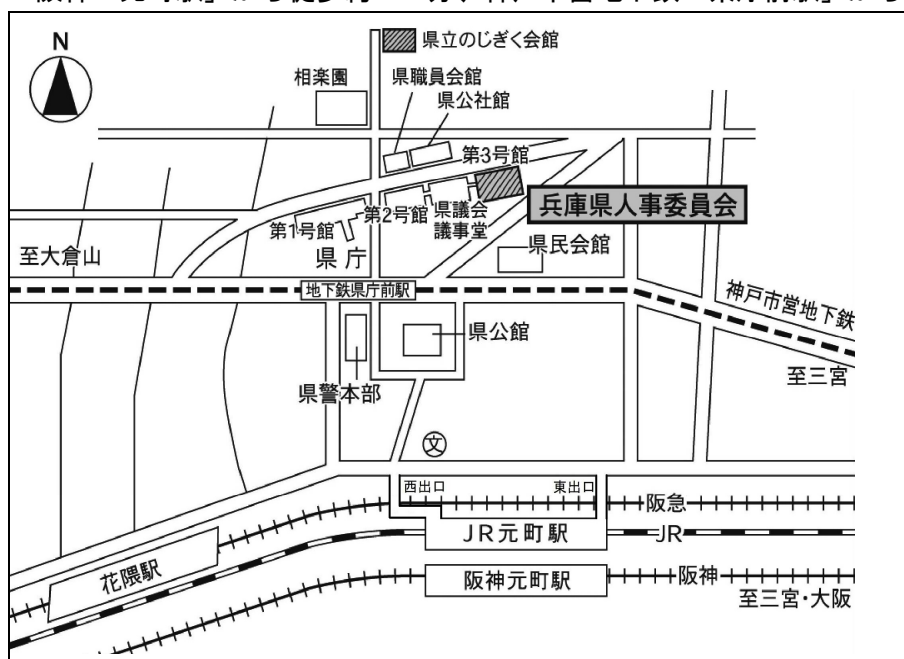 N
県立のじぎく会館
相楽園
県職員会館
県公社館
第3号館
兵庫県人事委員会
県議会
議事堂
第2号館
第1号館
県庁
県民会館
至大倉山
地下鉄県庁前駅
神戸市営地下鉄
至三宮
県公館
県警本部
文
西出口
東出口
阪急
JR元町駅
JR
花隈駅
阪神元町駅
阪神
至三宮・大阪